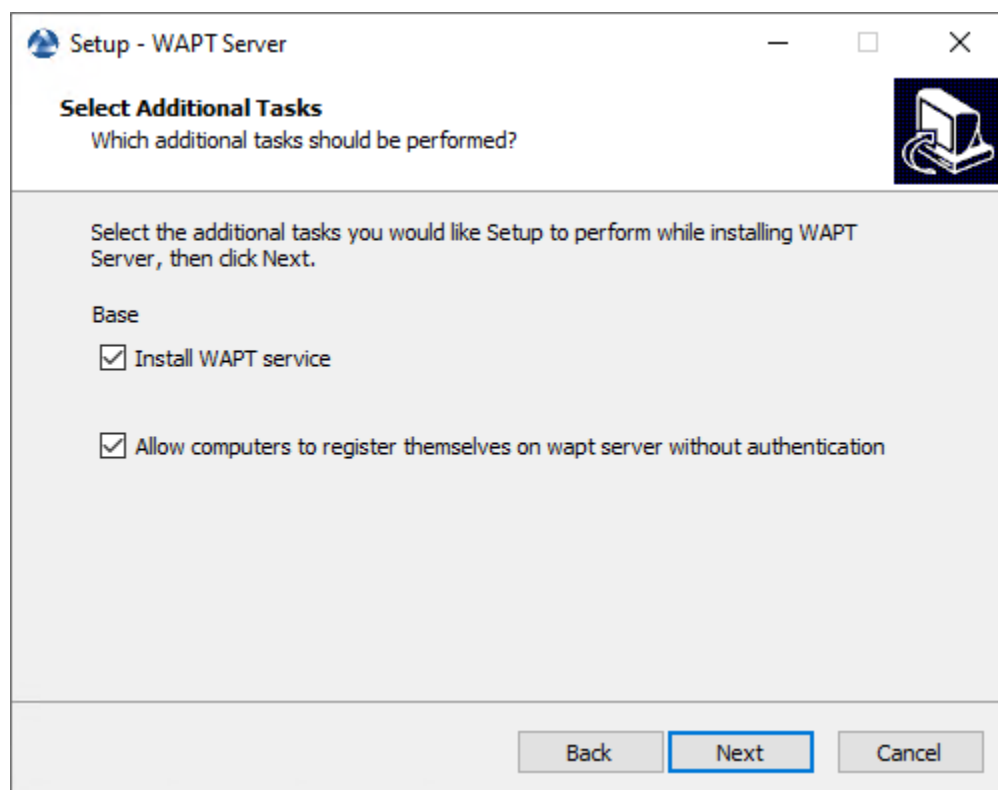 Setup - WAPT Server
Select Additional Tasks
Which additional tasks should be performed?
Select the additional tasks you would like Setup to perform while installing WAPT
Server, then click Next.
Base
Install WAPT service
Allow computers to register themselves on wapt server without authentication
Back Next Cancel